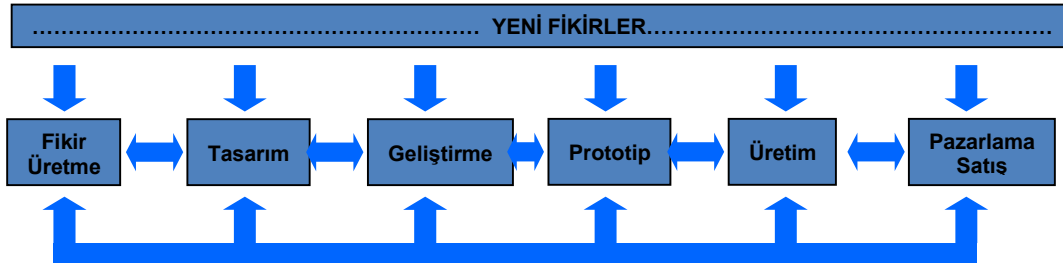 ............................................................. YENİ FİKİRLER........................................................
Fikir
Üretme
Tasarım
Geliştirme
Prototip
Üretim
Pazarlama
Satış